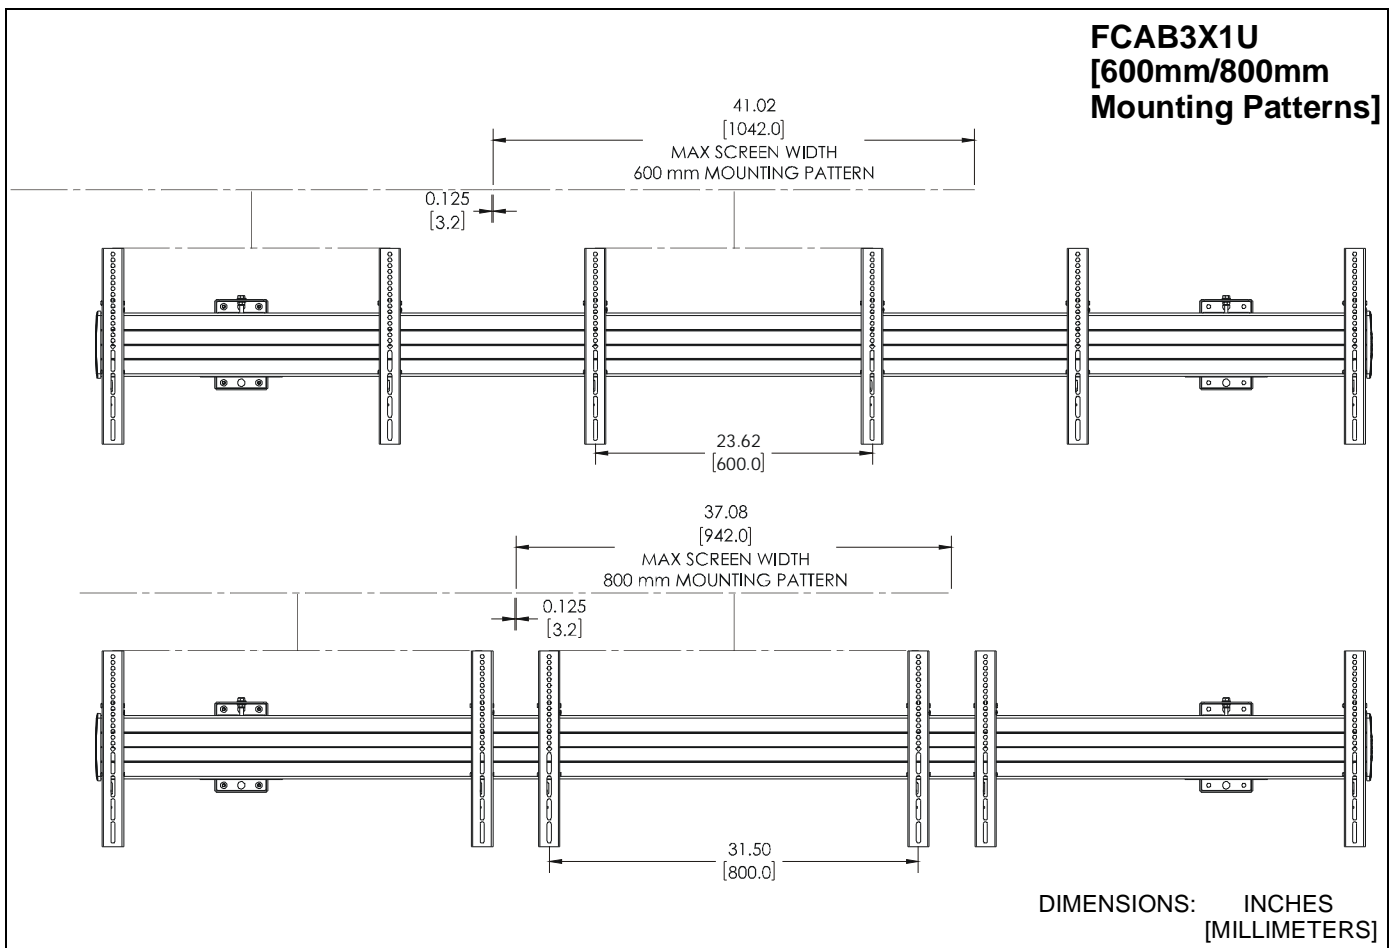 FCAB3X1U
[600mm/800mm
Mounting Patterns]
41.02
[1042.0]
MAX SCREEN WIDTH
600 mm MOUNTING PATTERN
0.125
[3.2]
23.62
[600.0]
37.08
[942.0]
MAX SCREEN WIDTH
800 mm MOUNTING PATTERN
0.125
[3.2]
31.50
[800.0]
DIMENSIONS: INCHES
[MILLIMETERS]